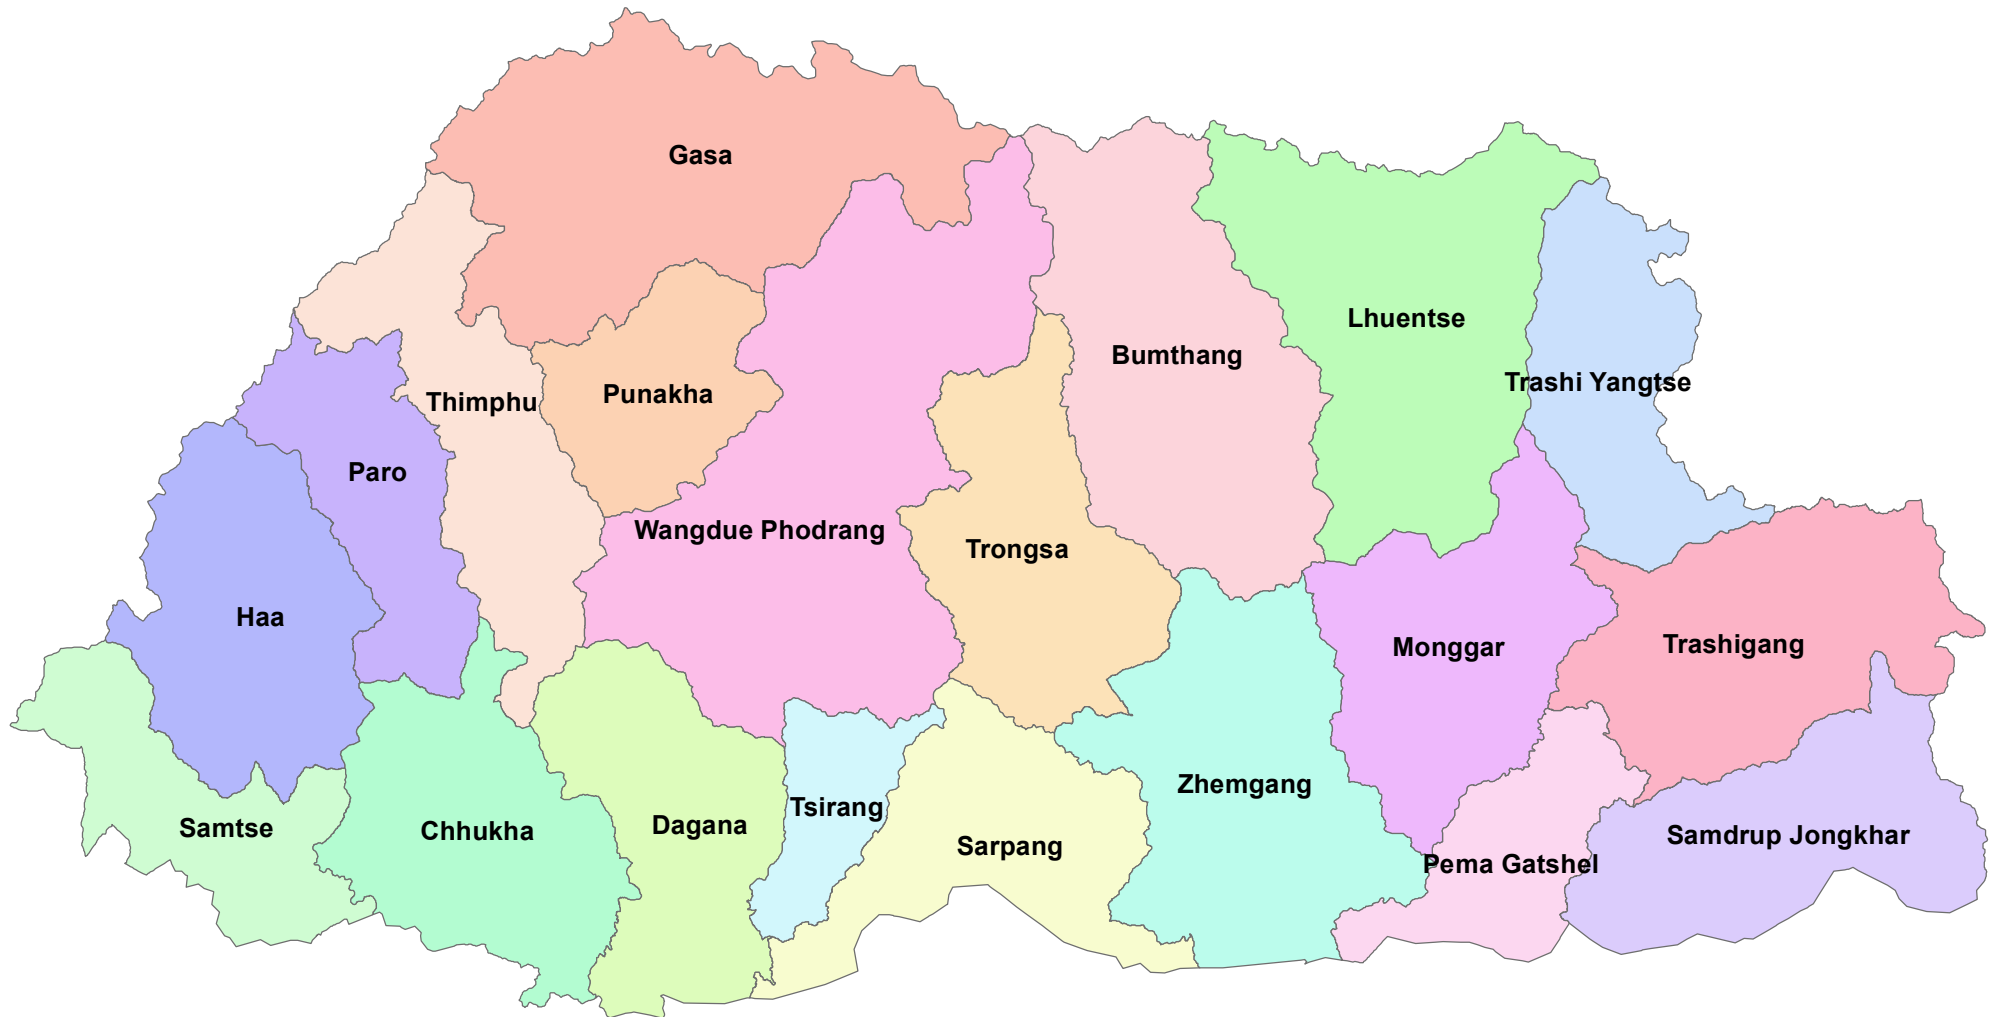 Gasa
Lhuentse
Bumthang
Trashi Yangtse
Punakha
Thimphu
Paro
Wangdue Phodrang
Trongsa
Haa
Monggar
Trashigang
Zhemgang
Tsirang
Dagana
Samtse
Chhukha
Samdrup Jongkhar
Sarpang
Pema Gatshel